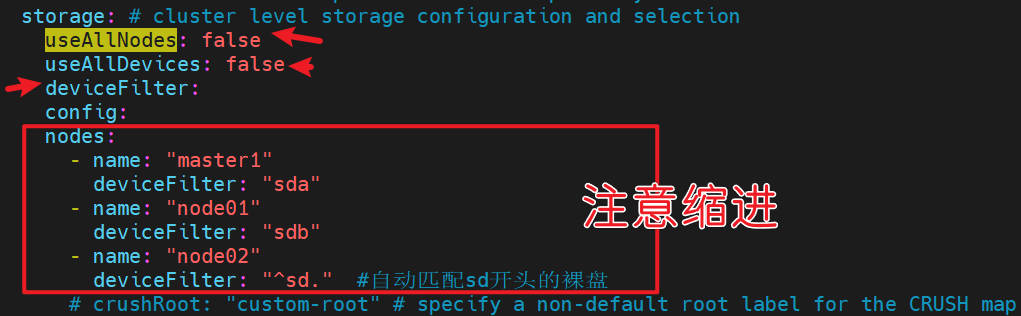 storage: # cluster level storage configuration and selection
useAllNodes: false
useAllDevices: false
deviceFilter:
config:
nodes:
- name: "master1"
deviceFilter: "sda"
- name: "node01"
deviceFilter: "sdb"
注意缩进
- name: "node02"
deviceFilter: "^sd." #自动匹配sd开头的裸盘
# crushRoot: "custom-root" # specify a non-default root label for the CRUSH map